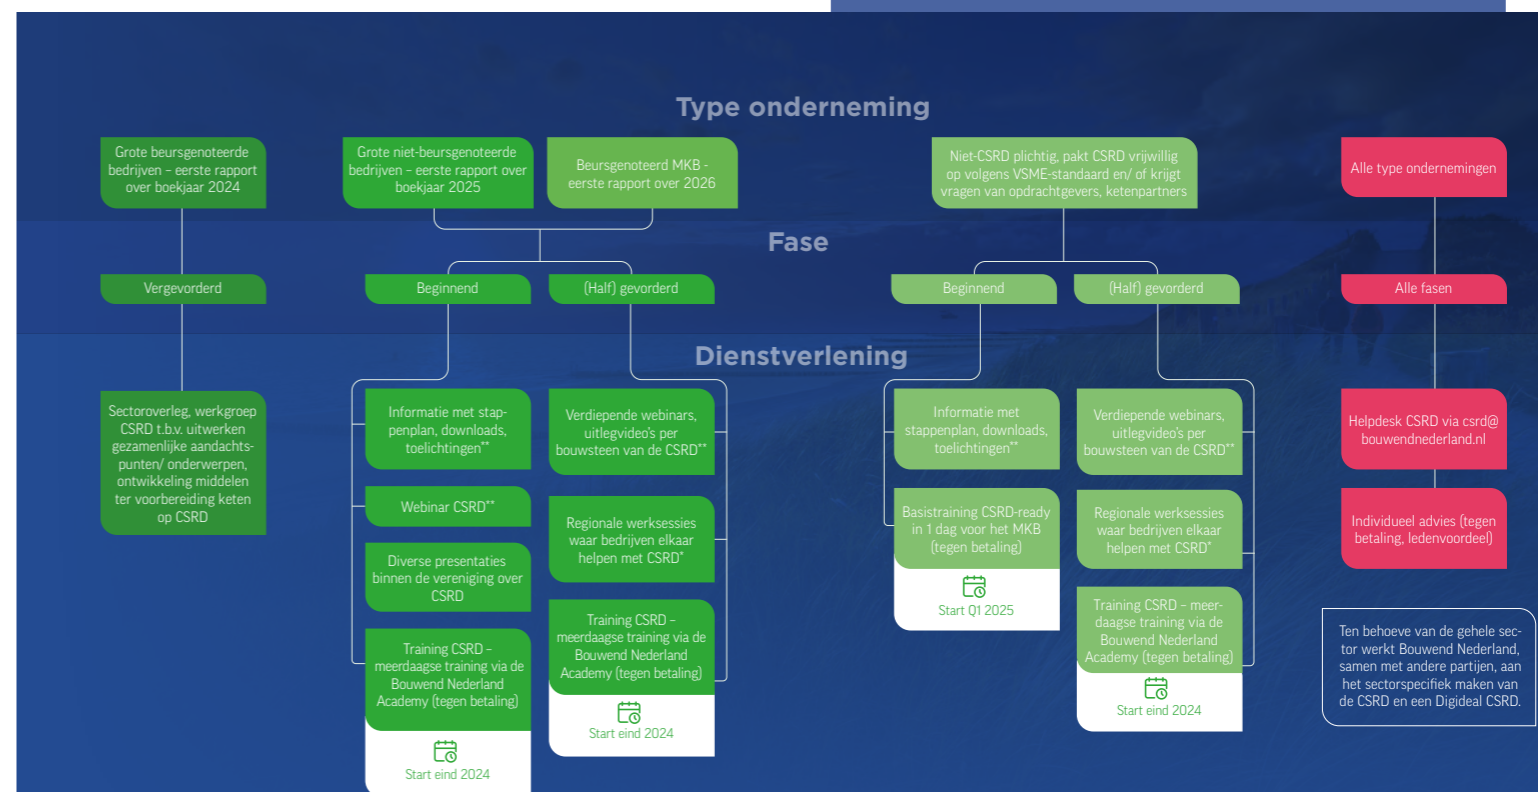 Type onderneming
Grote beursgenoteerde
bedrijven – eerste rapport
over boekjaar 2024
Grote niet-beursgenoteerde
bedrijven – eerste rapport over
boekjaar 2025
Beursgenoteerd MKB -
eerste rapport over 2026
Niet-CSRD plichtig, pakt CSRD vrijwillig
op volgens VSME-standaard en/ of krijgt
vragen van opdrachtgevers, ketenpartners
Alle type ondernemingen
Fase
Vergevorderd
Beginnend
(Half) gevorderd
Beginnend
(Half) gevorderd
Alle fasen
Dienstverlening
Sectoroverleg, werkgroep
CSRD t.b.v. uitwerken
gezamenlijke aandachts-
punten/ onderwerpen,
ontwikkeling middelen
ter voorbereiding keten
op CSRD
Informatie met stap-
penplan, downloads,
toelichtingen**
Webinar CSRD**
Diverse presentaties
binnen de vereniging over
CSRD
Training CSRD –
meerdaagse training via de
Bouwend Nederland
Academy (tegen betaling)
Start eind 2024
Verdiepende webinars,
uitlegvideo's per
bouwsteen van de CSRD**
Regionale werksessies
waar bedrijven elkaar
helpen met CSRD*
Training CSRD –
meerdaagse training via de
Bouwend Nederland
Academy (tegen betaling)
Start eind 2024
Informatie met
stappenplan, downloads,
toelichtingen**
Basistraining CSRD-ready
in 1 dag voor het MKB
(tegen betaling)
Start Q1 2025
Verdiepende webinars,
uitlegvideo's per
bouwsteen van de CSRD**
Regionale werksessies
waar bedrijven elkaar
helpen met CSRD*
Training CSRD – meer-
daagse training via de
Bouwend Nederland
Academy (tegen betaling)
Start eind 2024
Helpdesk CSRD via csrd@
bouwendnederland.nl
Individueel advies (tegen
betaling, ledenvoordeel)
Ten behoeve van de gehele sec-
tor werkt Bouwend Nederland,
samen met andere partijen, aan
het sectorspecifiek maken van
de CSRD en een Digideal CSRD.